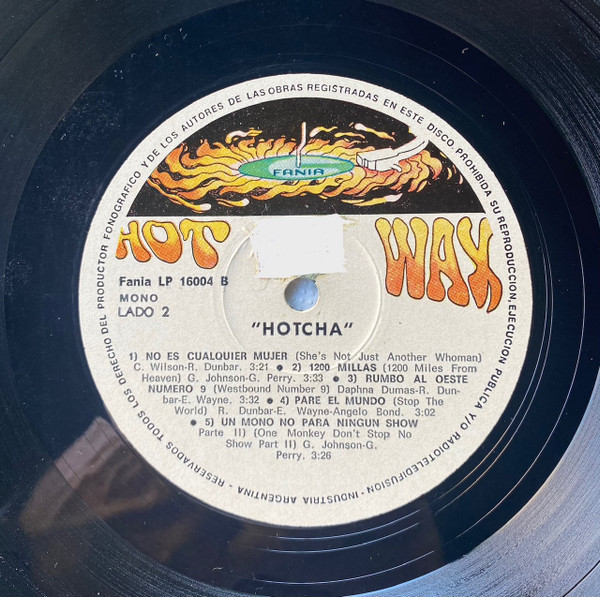 RESERVADOS TODOS LOS DERECHO DEL PRODUCTOR FONOGRAFICO Y DE LOS AUTORES DE LAS OBRAS REGISTRADAS EN ESTE DISCO, PROHIBIDA SU REPRODUCCION, EJECUCION PUBLICA Y/O RADIOTELEDIFUSION - INDUSTRIA ARGENTINA -
FANIA
HOT WAX
Fania LP 16004 B
MONO
LADO 2
"HOTCHA"
1) NO ES CUALQUIER MUJER (She's Not Just Another Whoman)
C. Wilson-R. Dunbar. 3:21 ● 2) 1200 MILLAS (1200 Miles From
Heaven) G. Johnson-G. Perry. 3:33 ● 3) RUMBO AL OESTE
NUMERO 9 (Westbound Number 9) Daphna Dumas-R. Dun-
bar-E. Wayne. 3:32 ● 4) PARE EL MUNDO (Stop The
World) R. Dunbar-E. Wayne-Angelo Bond. 3:02
● 5) UN MONO NO PARA NINGUN SHOW
Parte II) (One Monkey Don't Stop No
Show Part II) G. Johnson-G.
Perry. 3:26